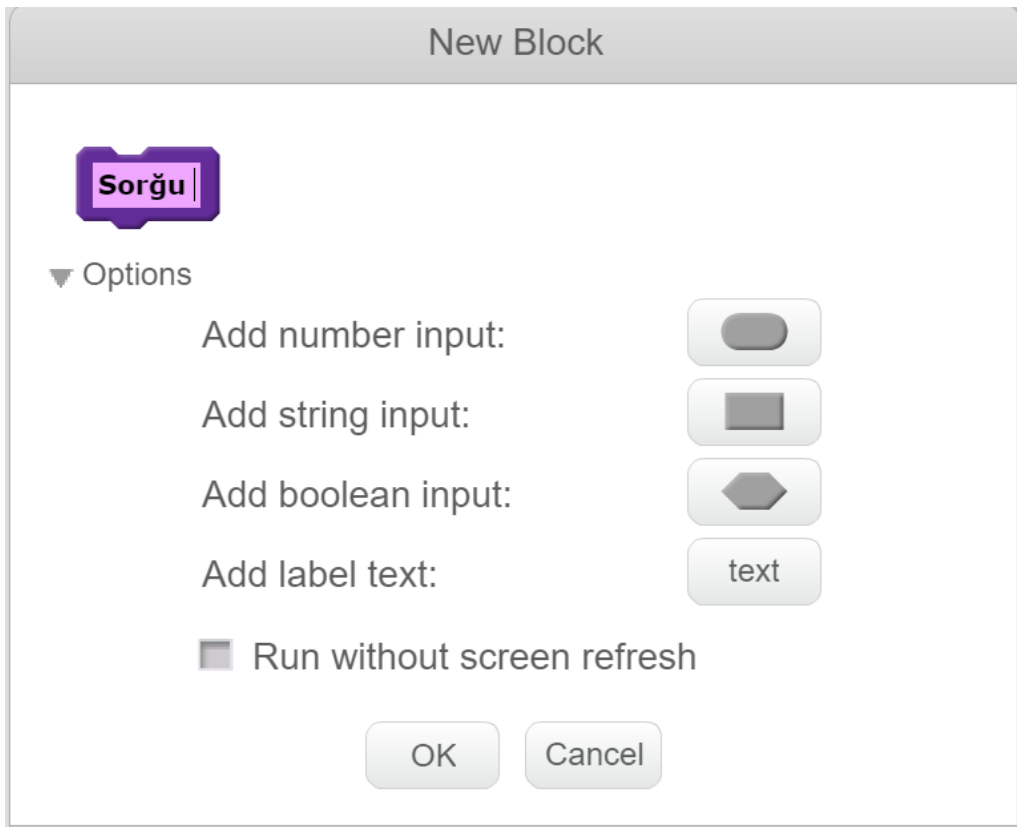 New Block
Sorğu
Options
Add number input:
Add string input:
Add boolean input:
Add label text: text
Run without screen refresh
OK Cancel